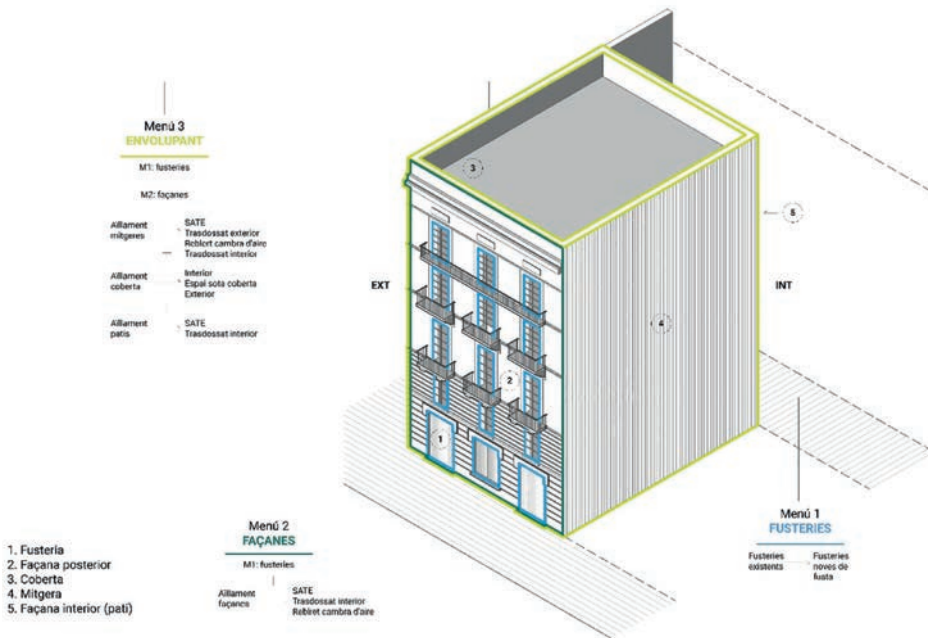 Menú 3
ENVOLUPANT
M1: fusteries
M2: façanes
Aïllament
mitgeres
SATE
Trasdossat exterior
Reblert cambra d'aire
Trasdossat interior
Aïllament
coberta
Interior
Espai sota coberta
Exterior
Aïllament
patis
SATE
Trasdossat interior
3
5
EXT
INT
4
2
1
Menú 1
FUSTERIES
Fusteries
existents
Fusteries
noves de
fusta
Menú 2
FAÇANES
M1: fusteries
Aïllament
façanes
SATE
Trasdossat interior
Reblert cambra d'aire
1. Fusteria
2. Façana posterior
3. Coberta
4. Mitgera
5. Façana interior (pati)